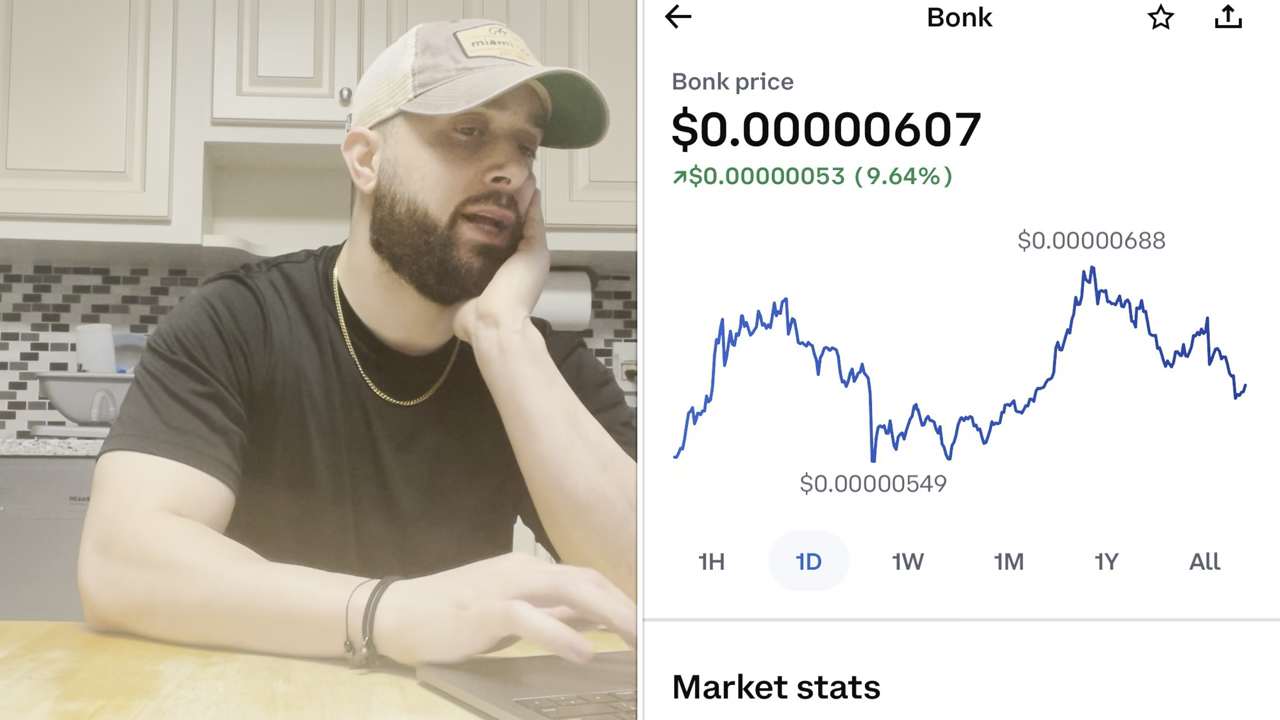 miami
Bonk
Bonk price
$0.00000607
↗$0.00000053 (9.64%)
$0.00000688
$0.00000549
1H 1D 1W 1M 1Y All
Market stats